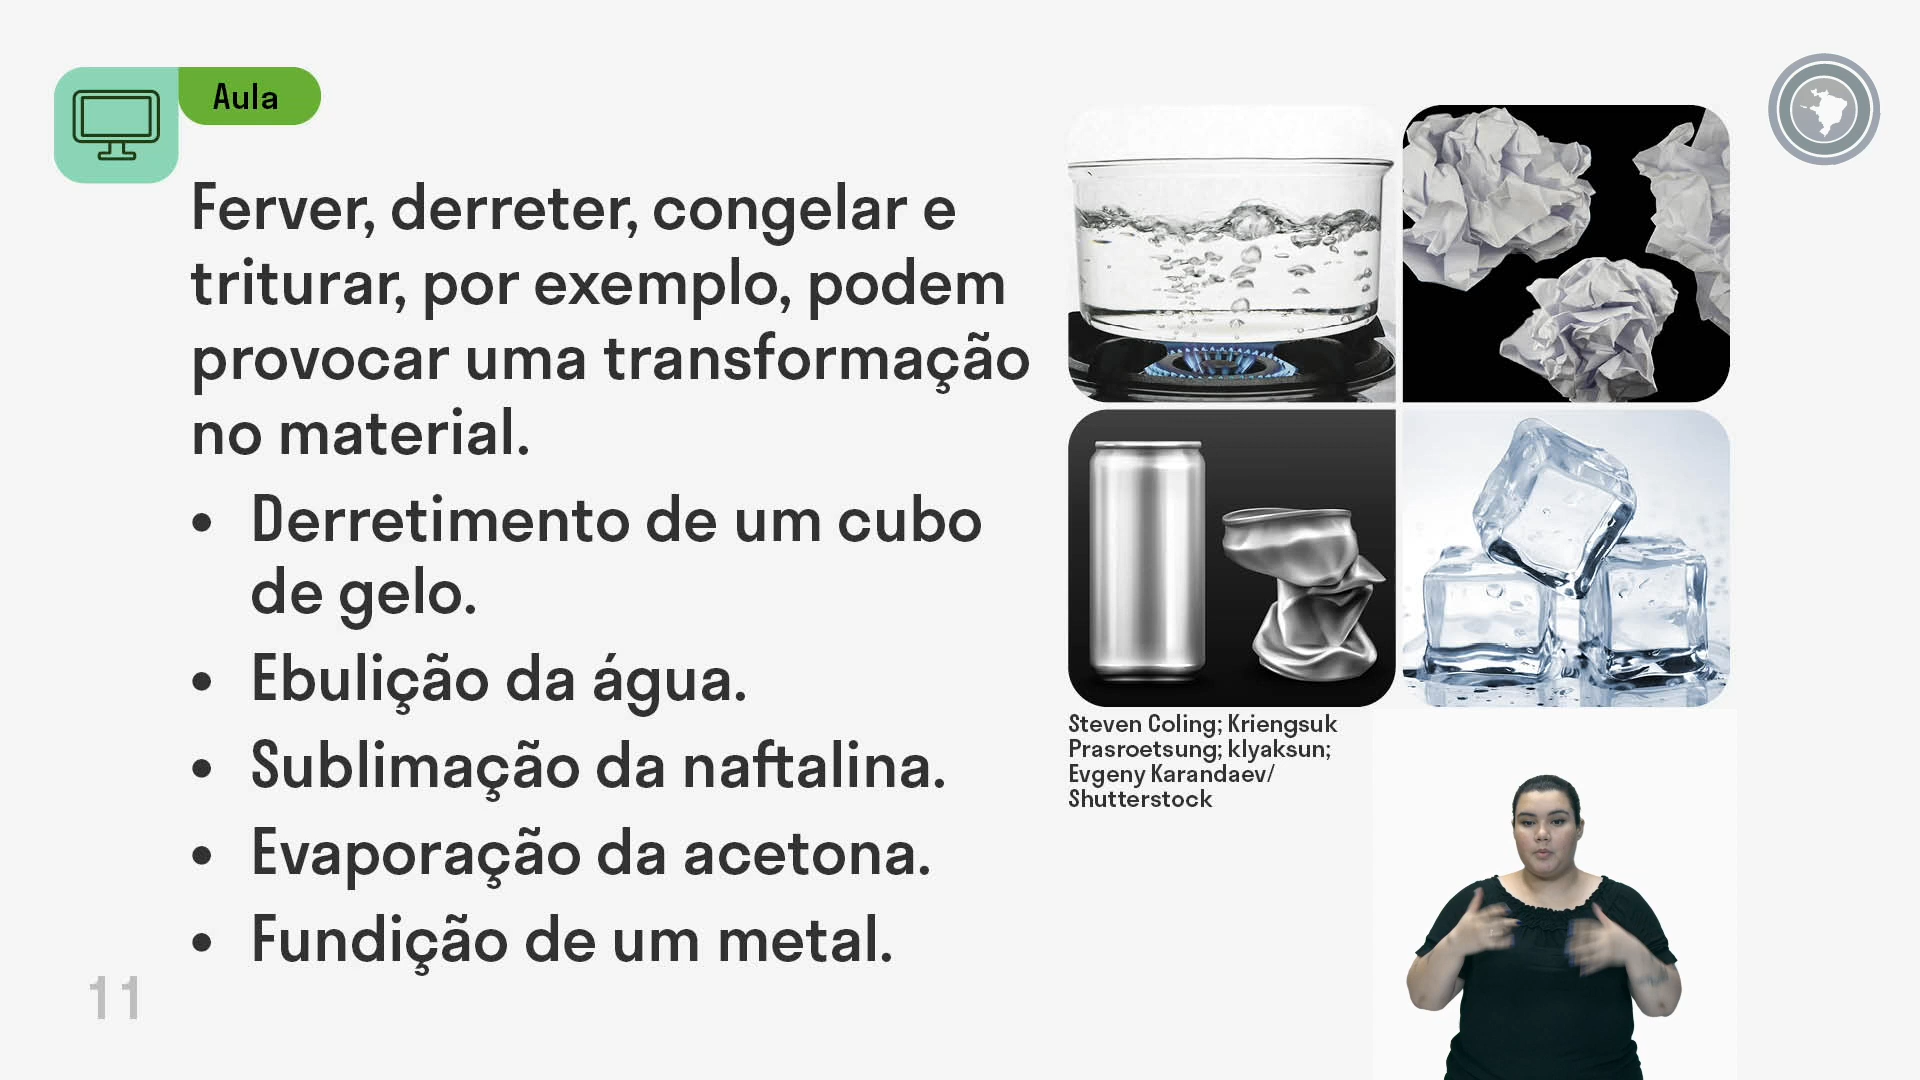 Aula
Ferver, derreter, congelar e
triturar, por exemplo, podem
provocar uma transformação
no material.
• Derretimento de um cubo
de gelo.
• Ebulição da água.
• Sublimação da naftalina.
• Evaporação da acetona.
• Fundição de um metal.
Steven Coling; Kriengsuk
Prasroetsung; klyaksun;
Evgeny Karandaev/
Shutterstock
11